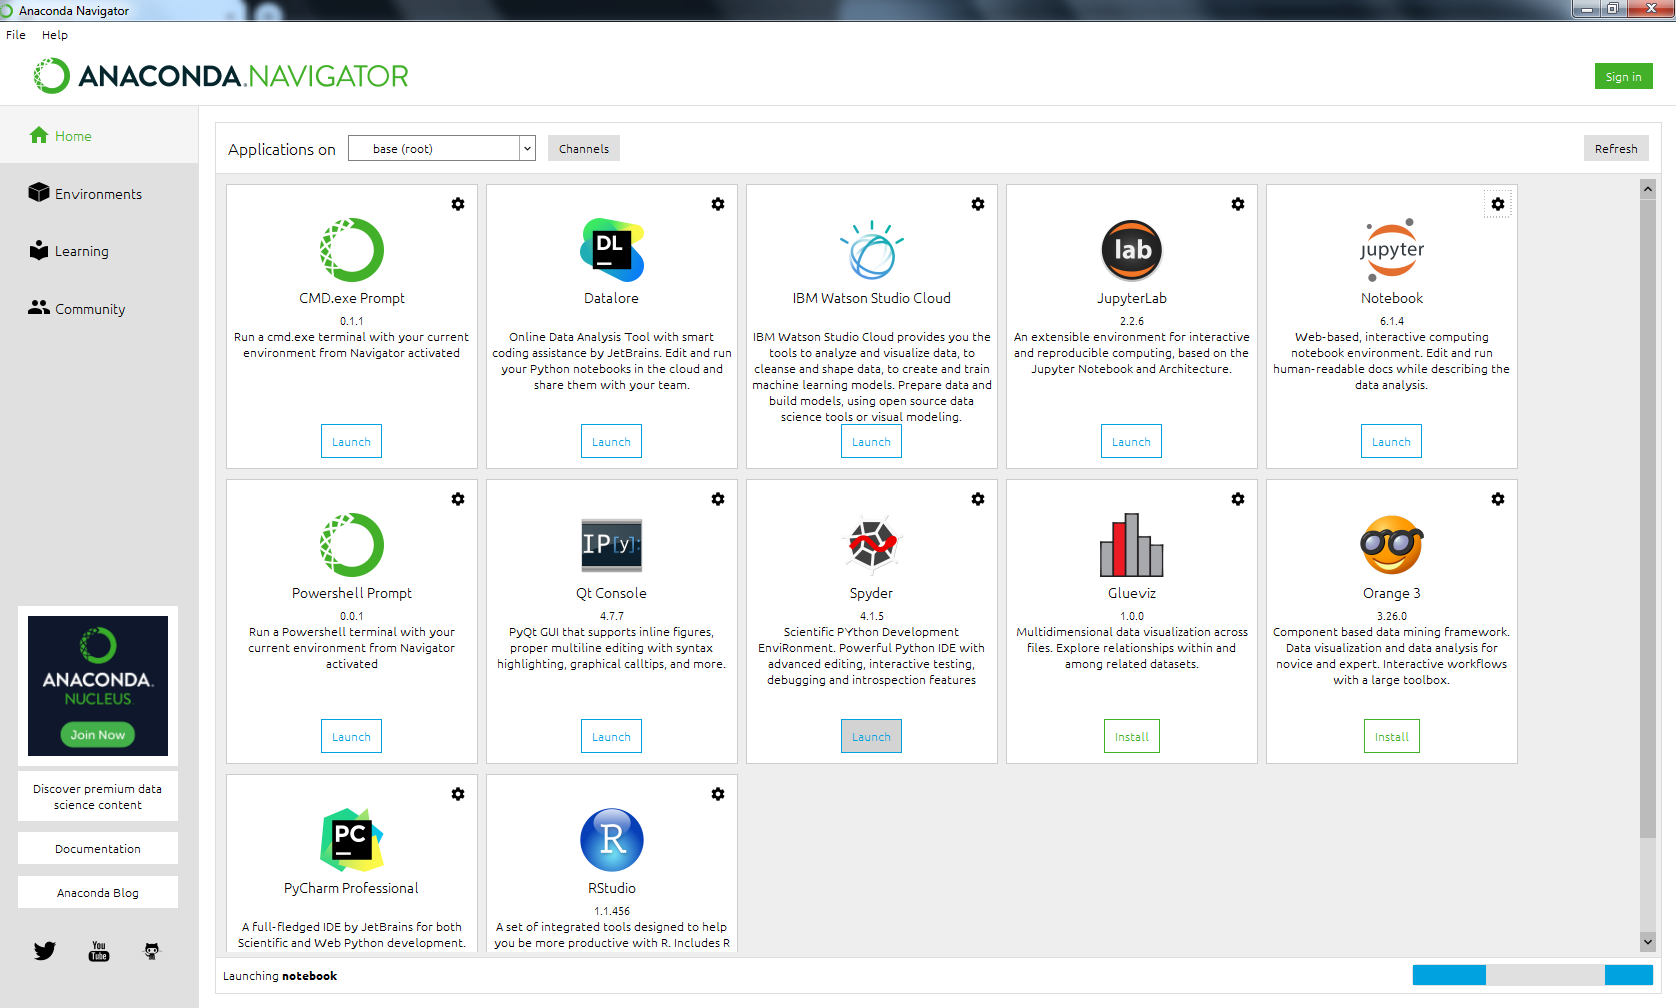 Anaconda Navigator
File Help
ANACONDA.NAVIGATOR
Sign in
Home
Environments
Learning
Community
ANACONDA.
NUCLEUS
Join Now
Discover premium data
science content
Documentation
Anaconda Blog
You
Tube
Applications on base (root) Channels Refresh
CMD.exe Prompt
0.1.1
Run a cmd.exe terminal with your current
environment from Navigator activated
Launch
DL
Datalore
Online Data Analysis Tool with smart
coding assistance by JetBrains. Edit and run
your Python notebooks in the cloud and
share them with your team.
Launch
IBM Watson Studio Cloud
IBM Watson Studio Cloud provides you the
tools to analyze and visualize data, to
cleanse and shape data, to create and train
machine learning models. Prepare data and
build models, using open source data
science tools or visual modeling.
Launch
lab
JupyterLab
2.2.6
An extensible environment for interactive
and reproducible computing, based on the
Jupyter Notebook and Architecture.
Launch
jupyter
Notebook
6.1.4
Web-based, interactive computing
notebook environment. Edit and run
human-readable docs while describing the
data analysis.
Launch
Powershell Prompt
0.0.1
Run a Powershell terminal with your
current environment from Navigator
activated
Launch
IP[y]:
Qt Console
4.7.7
PyQt GUI that supports inline figures,
proper multiline editing with syntax
highlighting, graphical calltips, and more.
Launch
Spyder
4.1.5
Scientific PYthon Development
EnviRonment. Powerful Python IDE with
advanced editing, interactive testing,
debugging and introspection features
Launch
Glueviz
1.0.0
Multidimensional data visualization across
files. Explore relationships within and
among related datasets.
Install
Orange 3
3.26.0
Component based data mining framework.
Data visualization and data analysis for
novice and expert. Interactive workflows
with a large toolbox.
Install
PC
PyCharm Professional
A full-fledged IDE by JetBrains for both
Scientific and Web Python development.
R
RStudio
1.1.456
A set of integrated tools designed to help
you be more productive with R. Includes R
Launching notebook